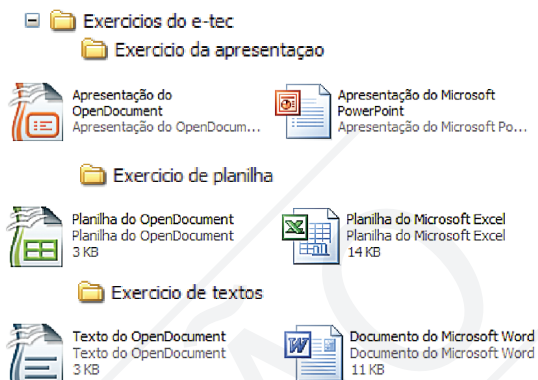 Exercicios do e-tec
Exercicio da apresentaçao
Apresentação do
OpenDocument
Apresentação do OpenDocum...
Apresentação do Microsoft
PowerPoint
Apresentação do Microsoft Po...
Exercicio de planilha
Planilha do OpenDocument
Planilha do OpenDocument
3 KB
Planilha do Microsoft Excel
Planilha do Microsoft Excel
14 KB
Exercicio de textos
Texto do OpenDocument
Texto do OpenDocument
3 KB
Documento do Microsoft Word
Documento do Microsoft Word
11 KB